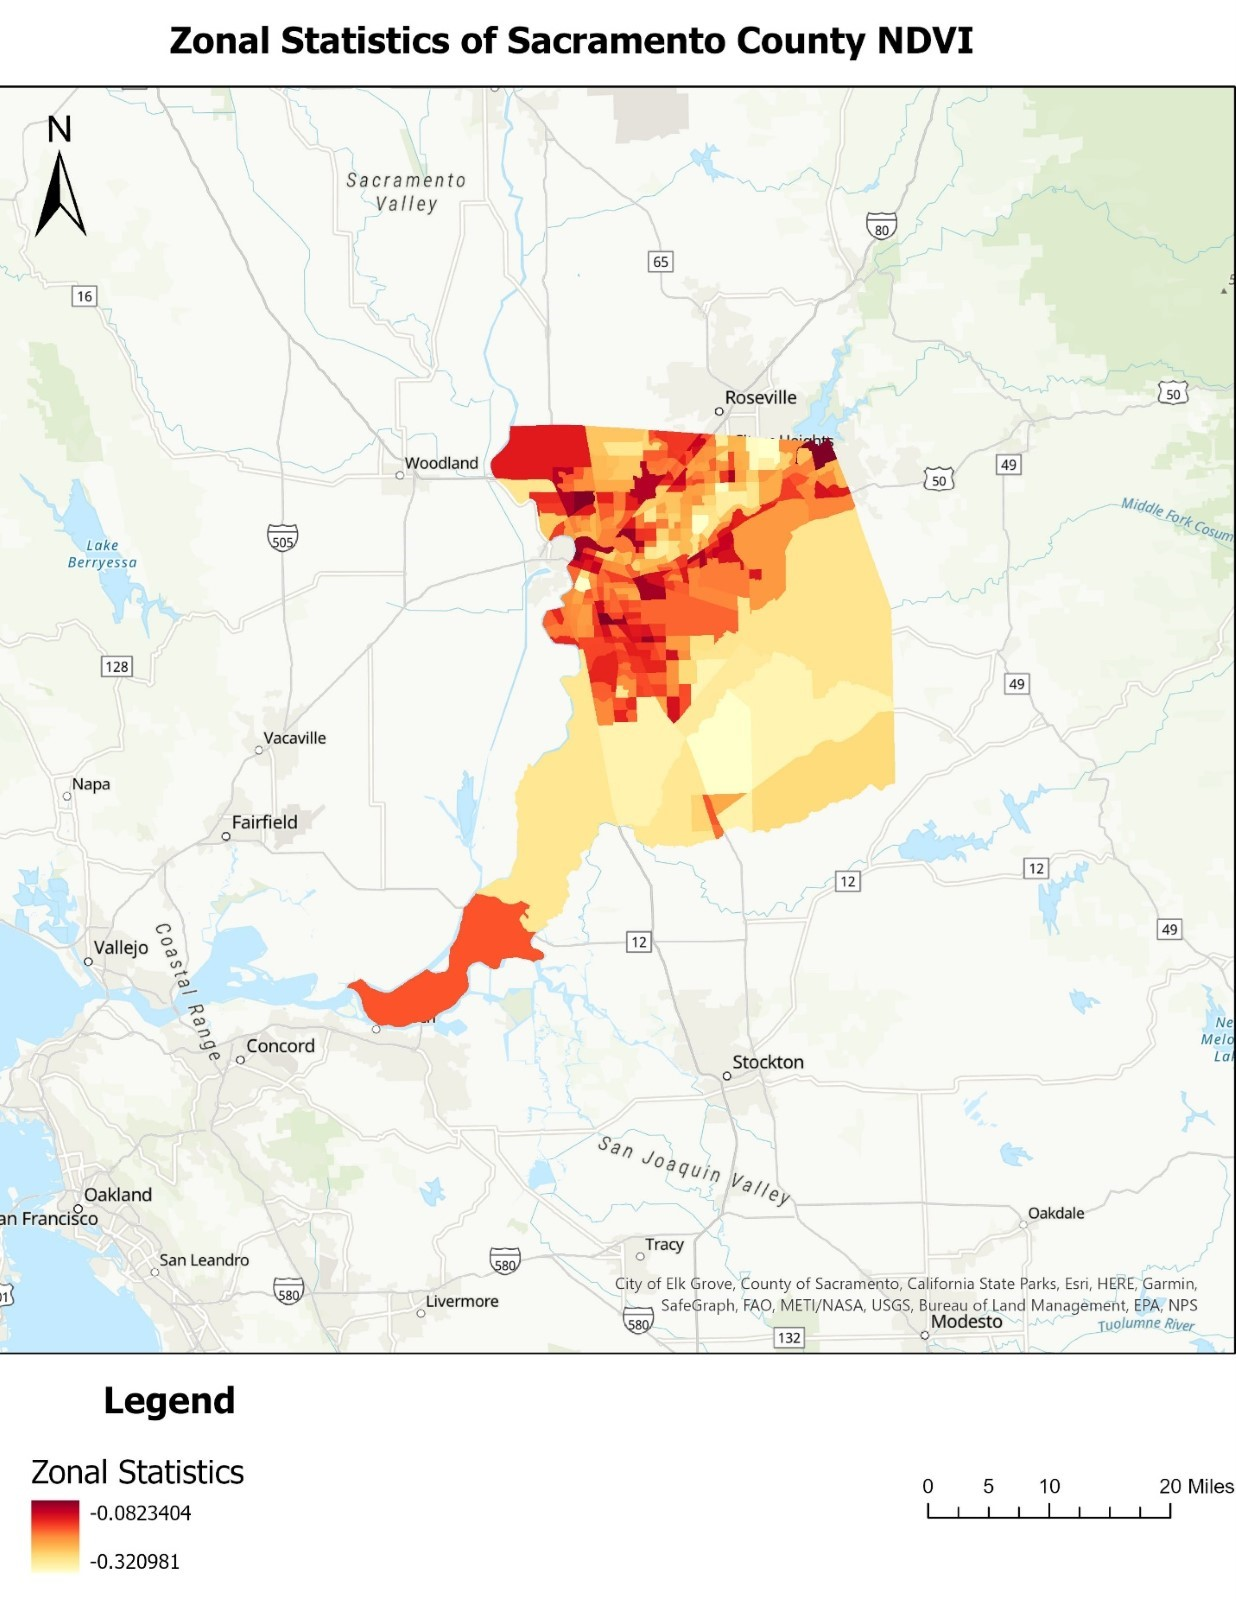 Zonal Statistics of Sacramento County NDVI
N
Sacramento
Valley
80
65
16
50
Roseville
Heights
Woodland
49
50
Middle Fork Cosum
505
Lake
Berryessa
128
49
Vacaville
Napa
Fairfield
12
12
12
49
Vallejo
Coastal Range
Concord
Stockton
Ne
Melo
Lal
San Joaquin Valley
Oakland
an Francisco
Oakdale
San Leandro
Tracy
580
580
580
Livermore
City of Elk Grove, County of Sacramento, California State Parks, Esri, HERE, Garmin,
SafeGraph, FAO, METI/NASA, USGS, Bureau of Land Management, EPA, NPS
Modesto
Tuolumne River
132
Legend
Zonal Statistics
-0.0823404
-0.320981
0 5 10 20 Miles